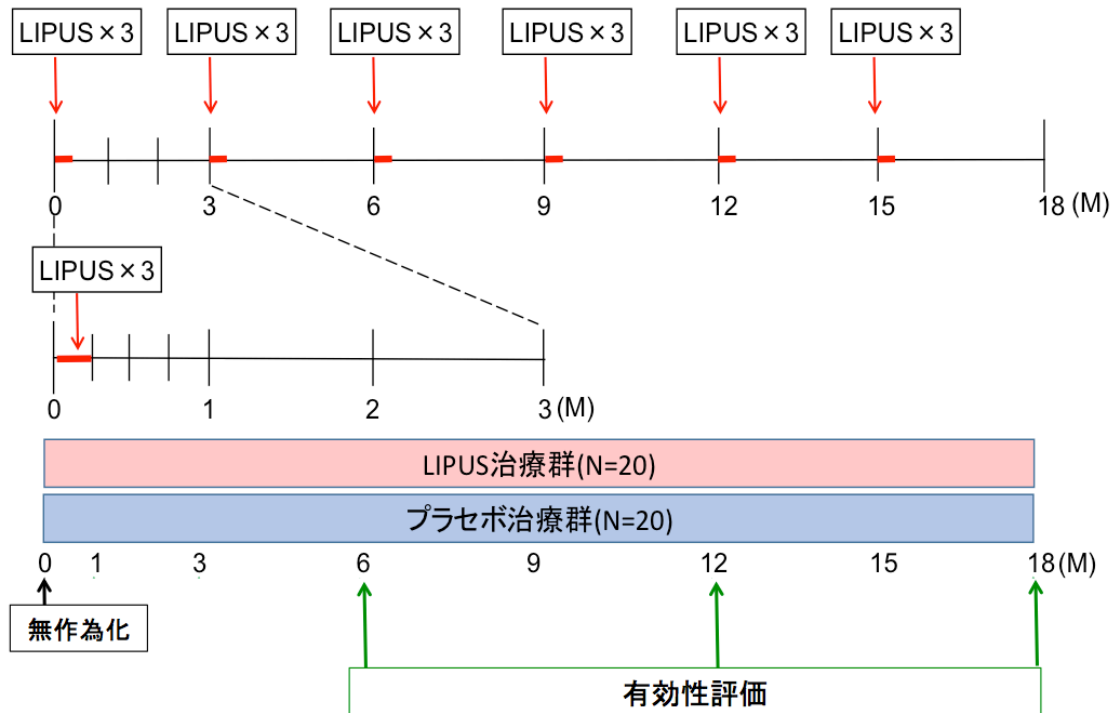 LIPUS×3 LIPUS×3 LIPUS×3 LIPUS×3 LIPUS×3 LIPUS×3
0 3 6 9 12 15 18 (M)
LIPUS×3
0 1 2 3 (M)
LIPUS治療群(N=20)
プラセボ治療群(N=20)
0 1 3 6 9 12 15 18 (M)
無作為化
有効性評価